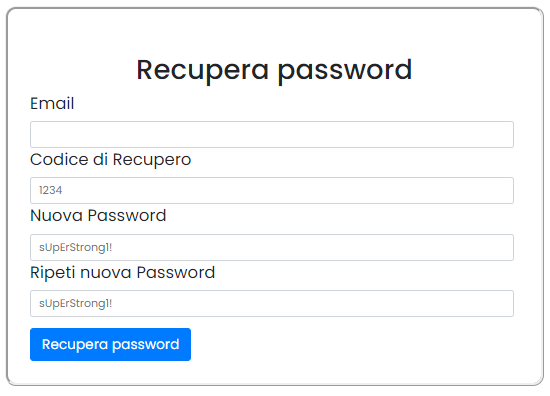 Recupera password
Email
Codice di Recupero
1234
Nuova Password
sUpErStrong1!
Ripeti nuova Password
sUpErStrong1!
Recupera password